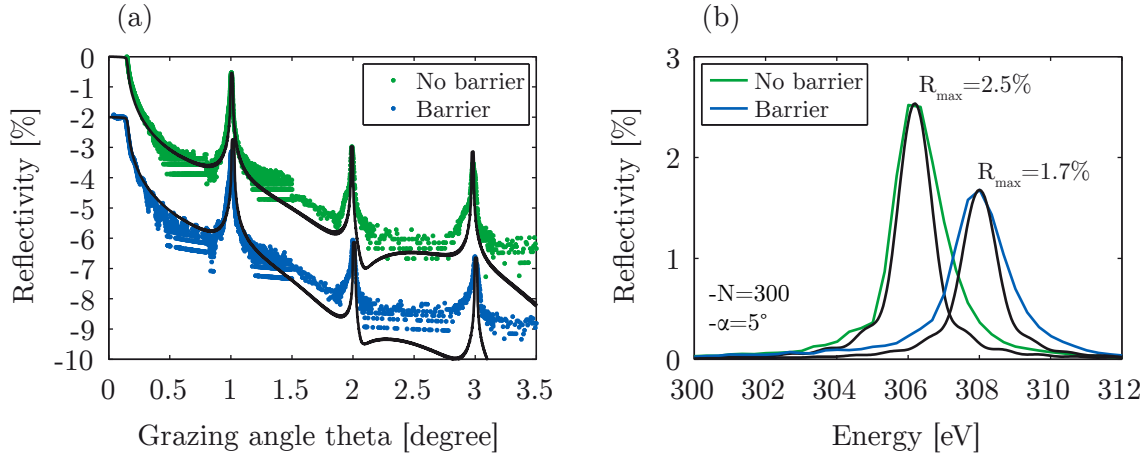 (a)
0
-1
-2
-3
-4
-5
-6
-7
-8
-9
-10
0 0.5 1 1.5 2 2.5 3 3.5
Reflectivity [%]
Grazing angle theta [degree]
No barrier
Barrier
(b)
3
2
1
0
300 302 304 306 308 310 312
Reflectivity [%]
Energy [eV]
No barrier
Barrier
Rmax=2.5%
Rmax=1.7%
-N=300
-α=5°